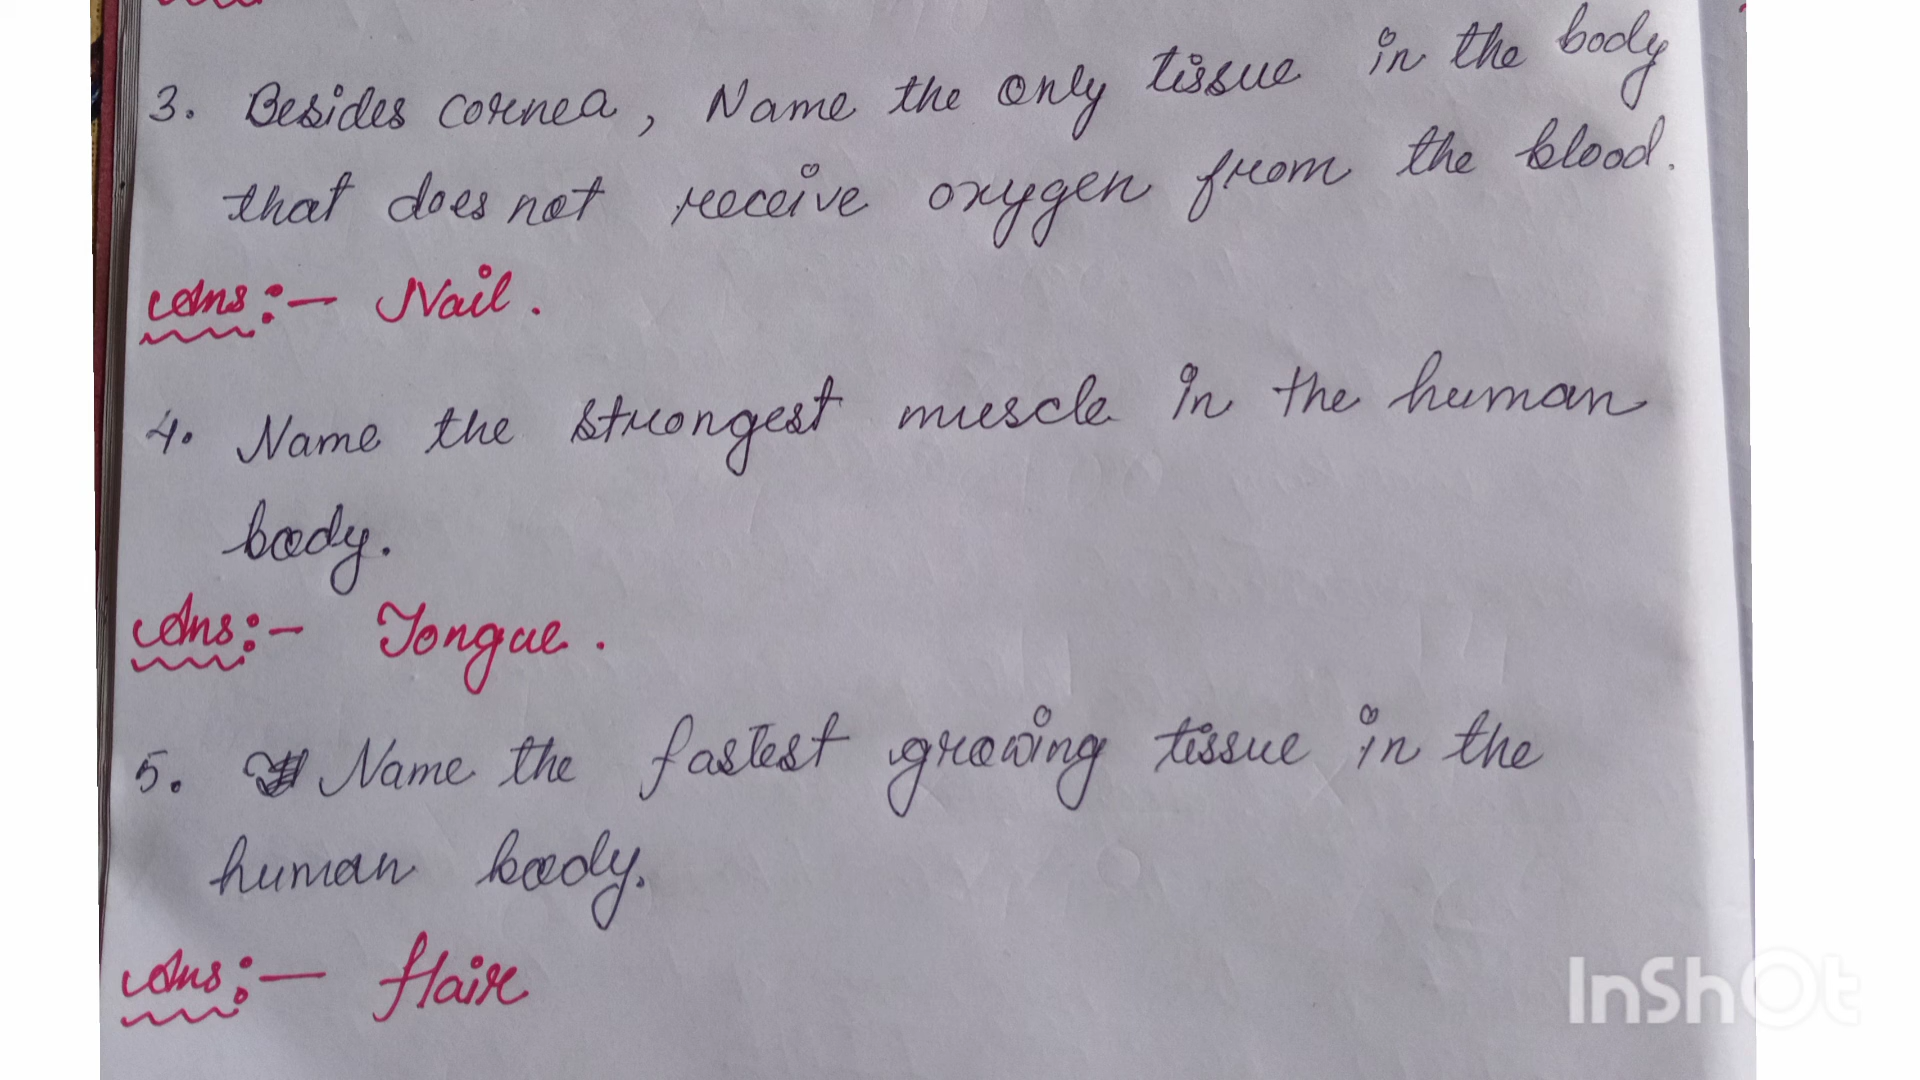 3. Besides cornea, Name the only tissue in the body
that does not receive oxygen from the blood.
Ans:- Nail.
4. Name the strongest muscle in the human
body.
Ans:- Tongue.
5. Name the fastest growing tissue in the
human body.
Ans:- Hair
InShOt